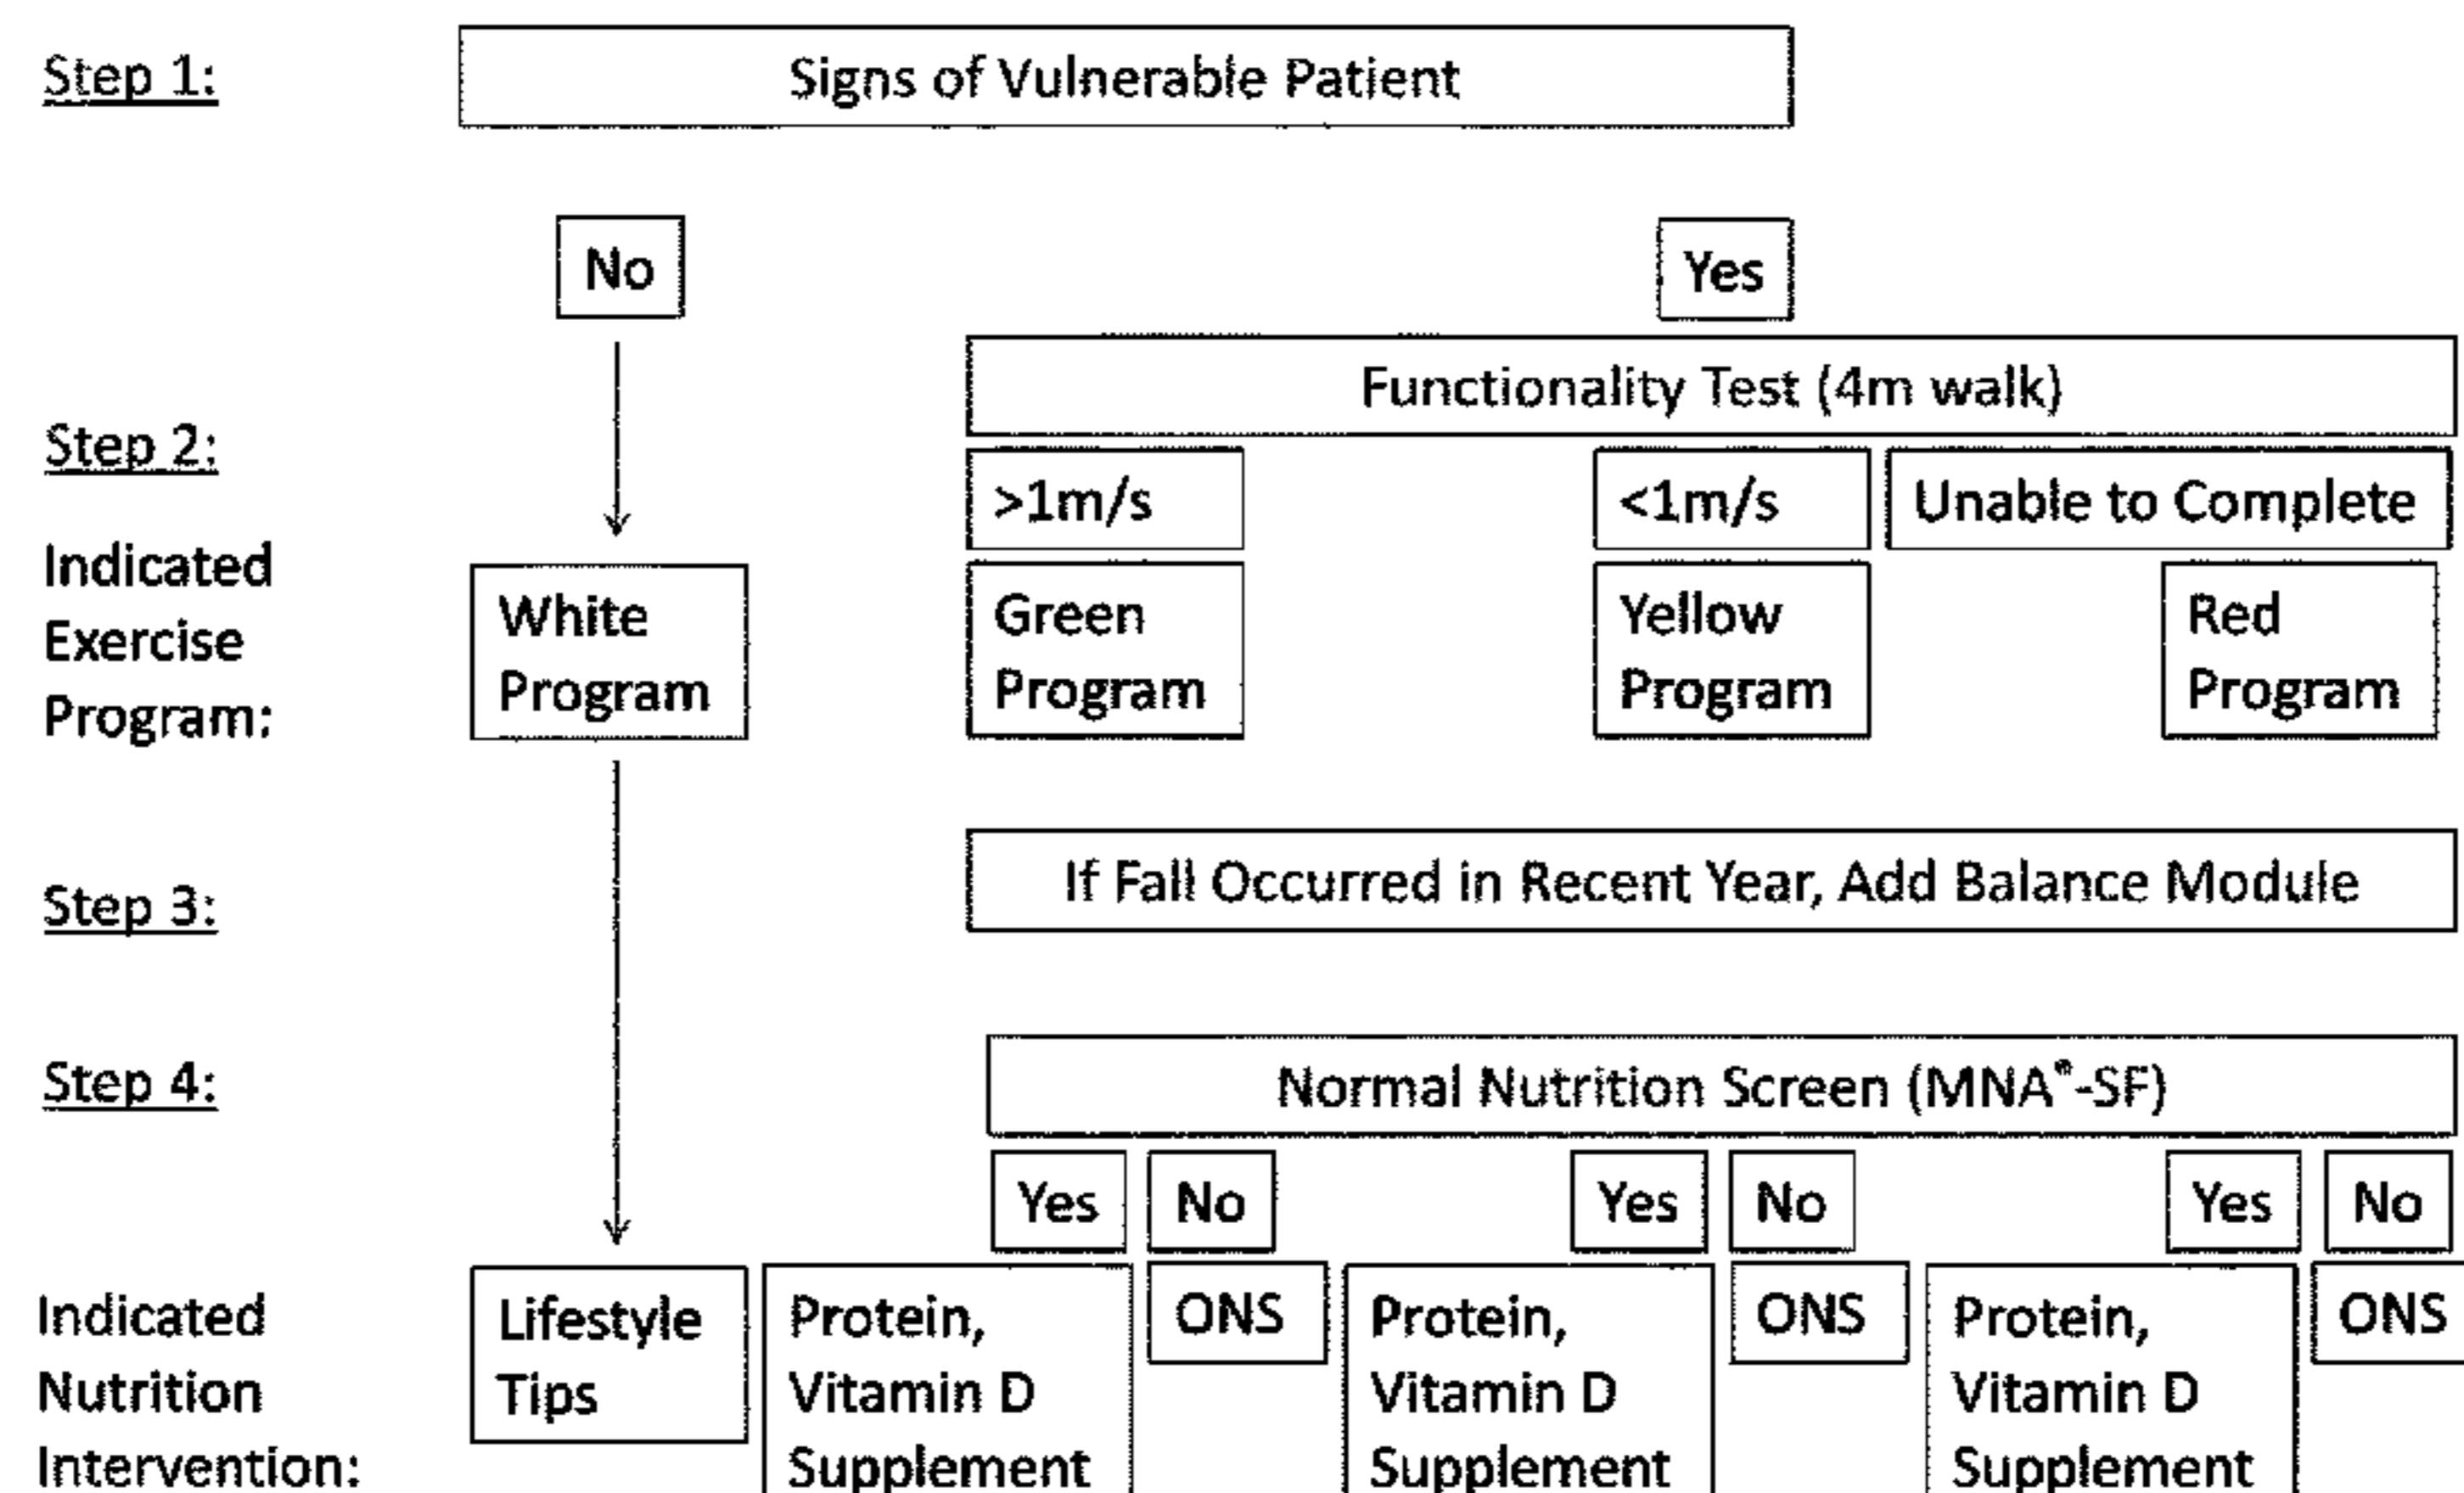 Step 1:
Signs of Vulnerable Patient
No
Yes
Functionality Test (4m walk)
Step 2:
>1m/s
<1m/s
Unable to Complete
Indicated
Exercise
Program:
White
Program
Green
Program
Yellow
Program
Red
Program
Step 3:
If Fall Occurred in Recent Year, Add Balance Module
Step 4:
Normal Nutrition Screen (MNA®-SF)
Yes
No
Yes
No
Yes
No
Indicated
Nutrition
Intervention:
Lifestyle
Tips
Protein,
Vitamin D
Supplement
ONS
Protein,
Vitamin D
Supplement
ONS
Protein,
Vitamin D
Supplement
ONS